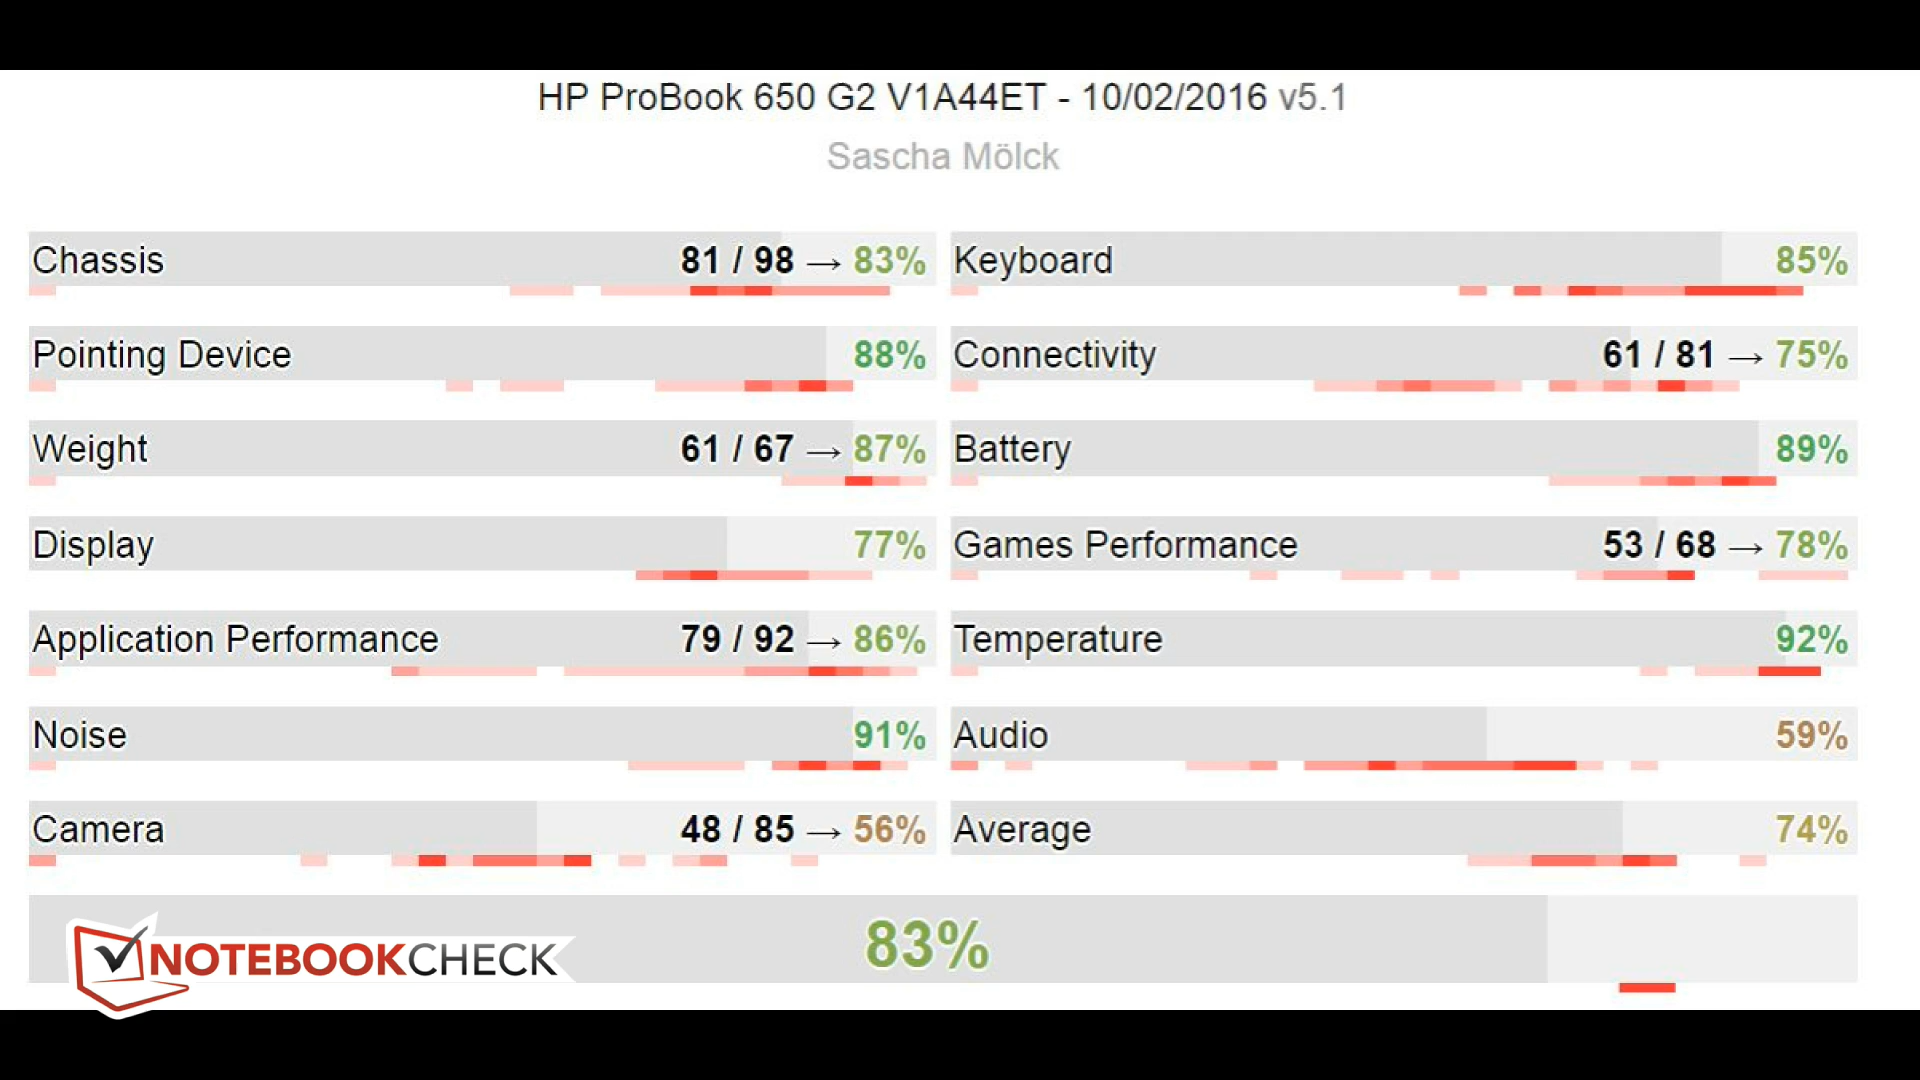 HP ProBook 650 G2 V1A44ET - 10/02/2016 v5.1
Sascha Mölck
Chassis 81 / 98 → 83% Keyboard 85%
Pointing Device 88% Connectivity 61 / 81 → 75%
Weight 61 / 67 → 87% Battery 89%
Display 77% Games Performance 53 / 68 → 78%
Application Performance 79 / 92 → 86% Temperature 92%
Noise 91% Audio 59%
Camera 48 / 85 → 56% Average 74%
83%
NOTEBOOKCHECK